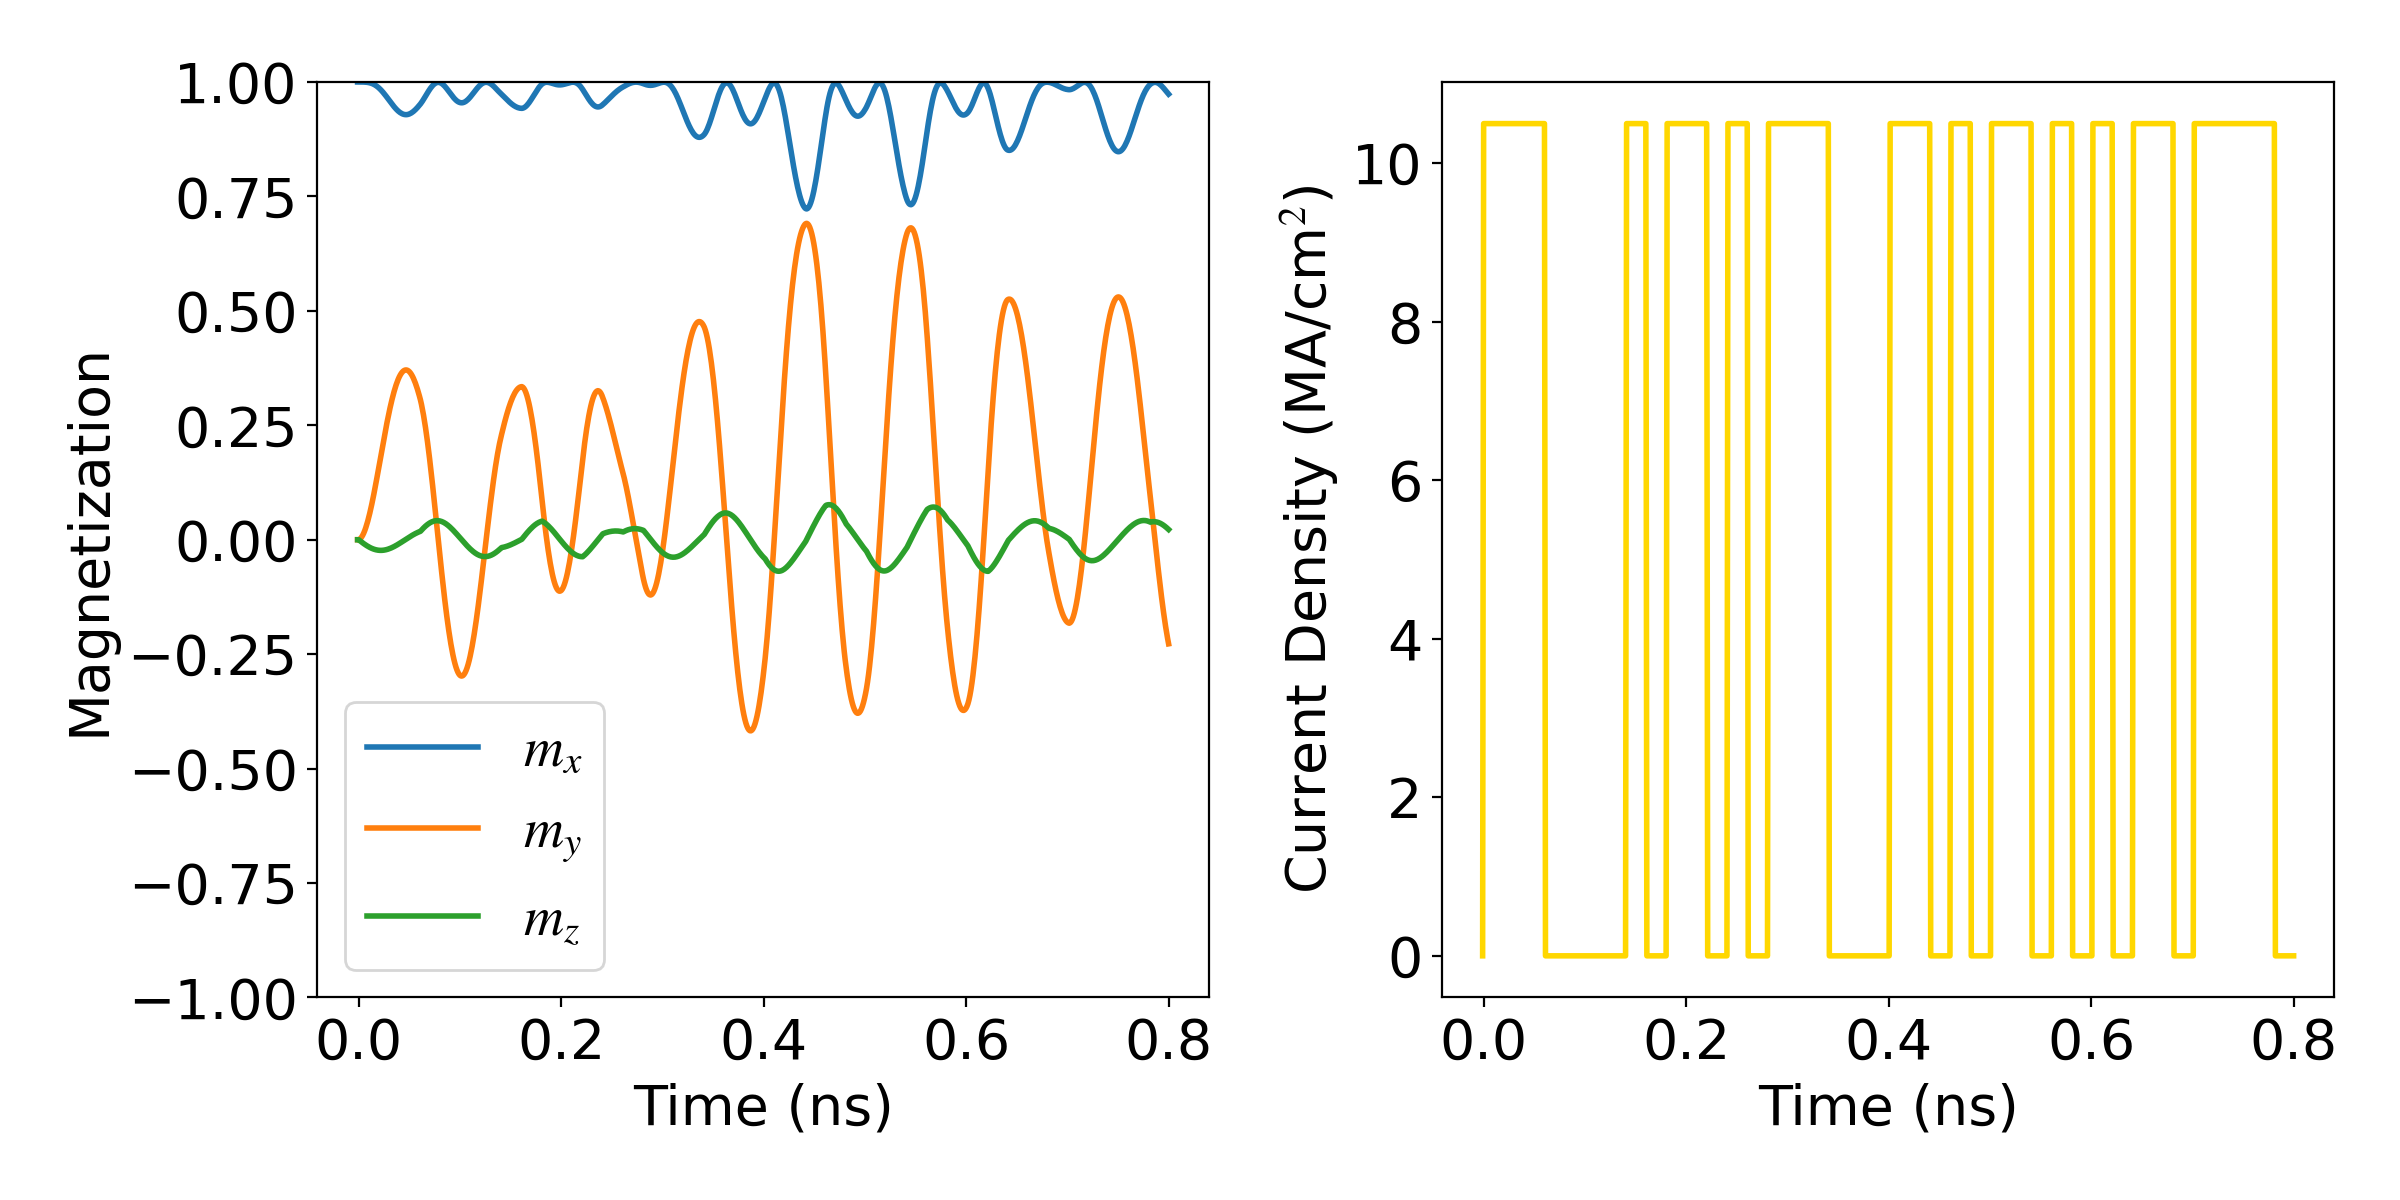 1.00
0.75
0.50
0.25
0.00
−0.25
−0.50
−0.75
−1.00
Magnetization
m_x
m_y
m_z
0.0 0.2 0.4 0.6 0.8
Time (ns)
10
8
6
4
2
0
Current Density (MA/cm²)
0.0 0.2 0.4 0.6 0.8
Time (ns)